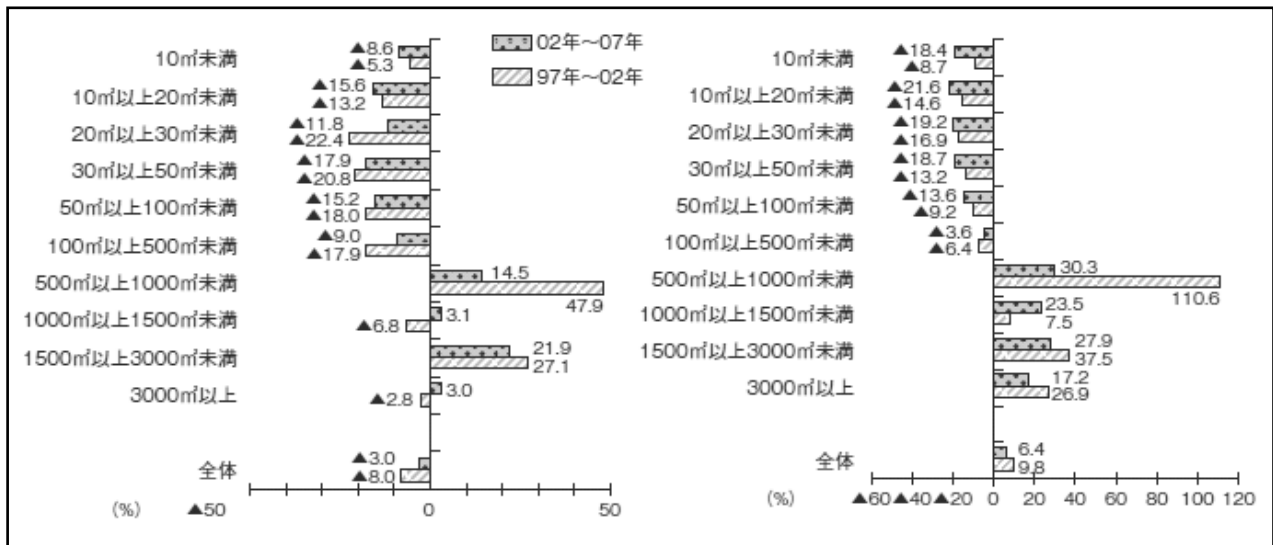 02年～07年
97年～02年
10㎡未満
▲8.6
▲5.3
10㎡以上20㎡未満
▲15.6
▲13.2
20㎡以上30㎡未満
▲11.8
▲22.4
30㎡以上50㎡未満
▲17.9
▲20.8
50㎡以上100㎡未満
▲15.2
▲18.0
100㎡以上500㎡未満
▲9.0
▲17.9
500㎡以上1000㎡未満
14.5
47.9
1000㎡以上1500㎡未満
3.1
▲6.8
1500㎡以上3000㎡未満
21.9
27.1
3000㎡以上
3.0
▲2.8
全体
▲3.0
▲8.0
(%) ▲50 0 50
10㎡未満
▲18.4
▲8.7
10㎡以上20㎡未満
▲21.6
▲14.6
20㎡以上30㎡未満
▲19.2
▲16.9
30㎡以上50㎡未満
▲18.7
▲13.2
50㎡以上100㎡未満
▲13.6
▲9.2
100㎡以上500㎡未満
▲3.6
▲6.4
500㎡以上1000㎡未満
30.3
110.6
1000㎡以上1500㎡未満
23.5
7.5
1500㎡以上3000㎡未満
27.9
37.5
3000㎡以上
17.2
26.9
全体
6.4
9.8
(%) ▲60 ▲40 ▲20 0 20 40 60 80 100 120